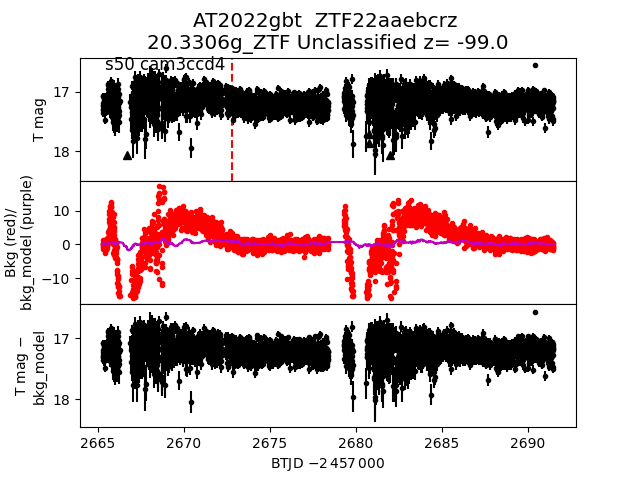 AT2022gbt  ZTF22aaebcrz
20.3306g_ZTF Unclassified z= -99.0
s50 cam3ccd4
T mag
17
18
Bkg (red)/
bkg_model (purple)
10
0
−10
T mag −
bkg_model
17
18
2665
2670
2675
2680
2685
2690
BTJD −2 457 000